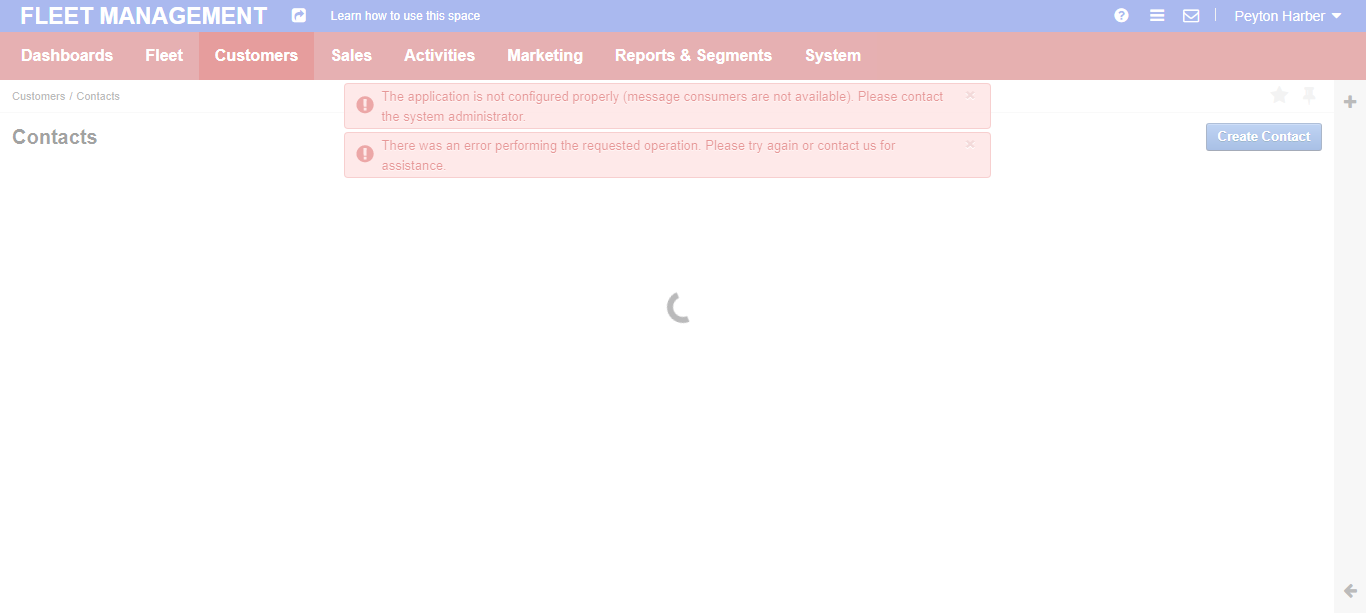 FLEET MANAGEMENT Learn how to use this space Peyton Harber
Dashboards Fleet Customers Sales Activities Marketing Reports & Segments System
Customers / Contacts
The application is not configured properly (message consumers are not available). Please contact
the system administrator.
Contacts
Create Contact
There was an error performing the requested operation. Please try again or contact us for
assistance.